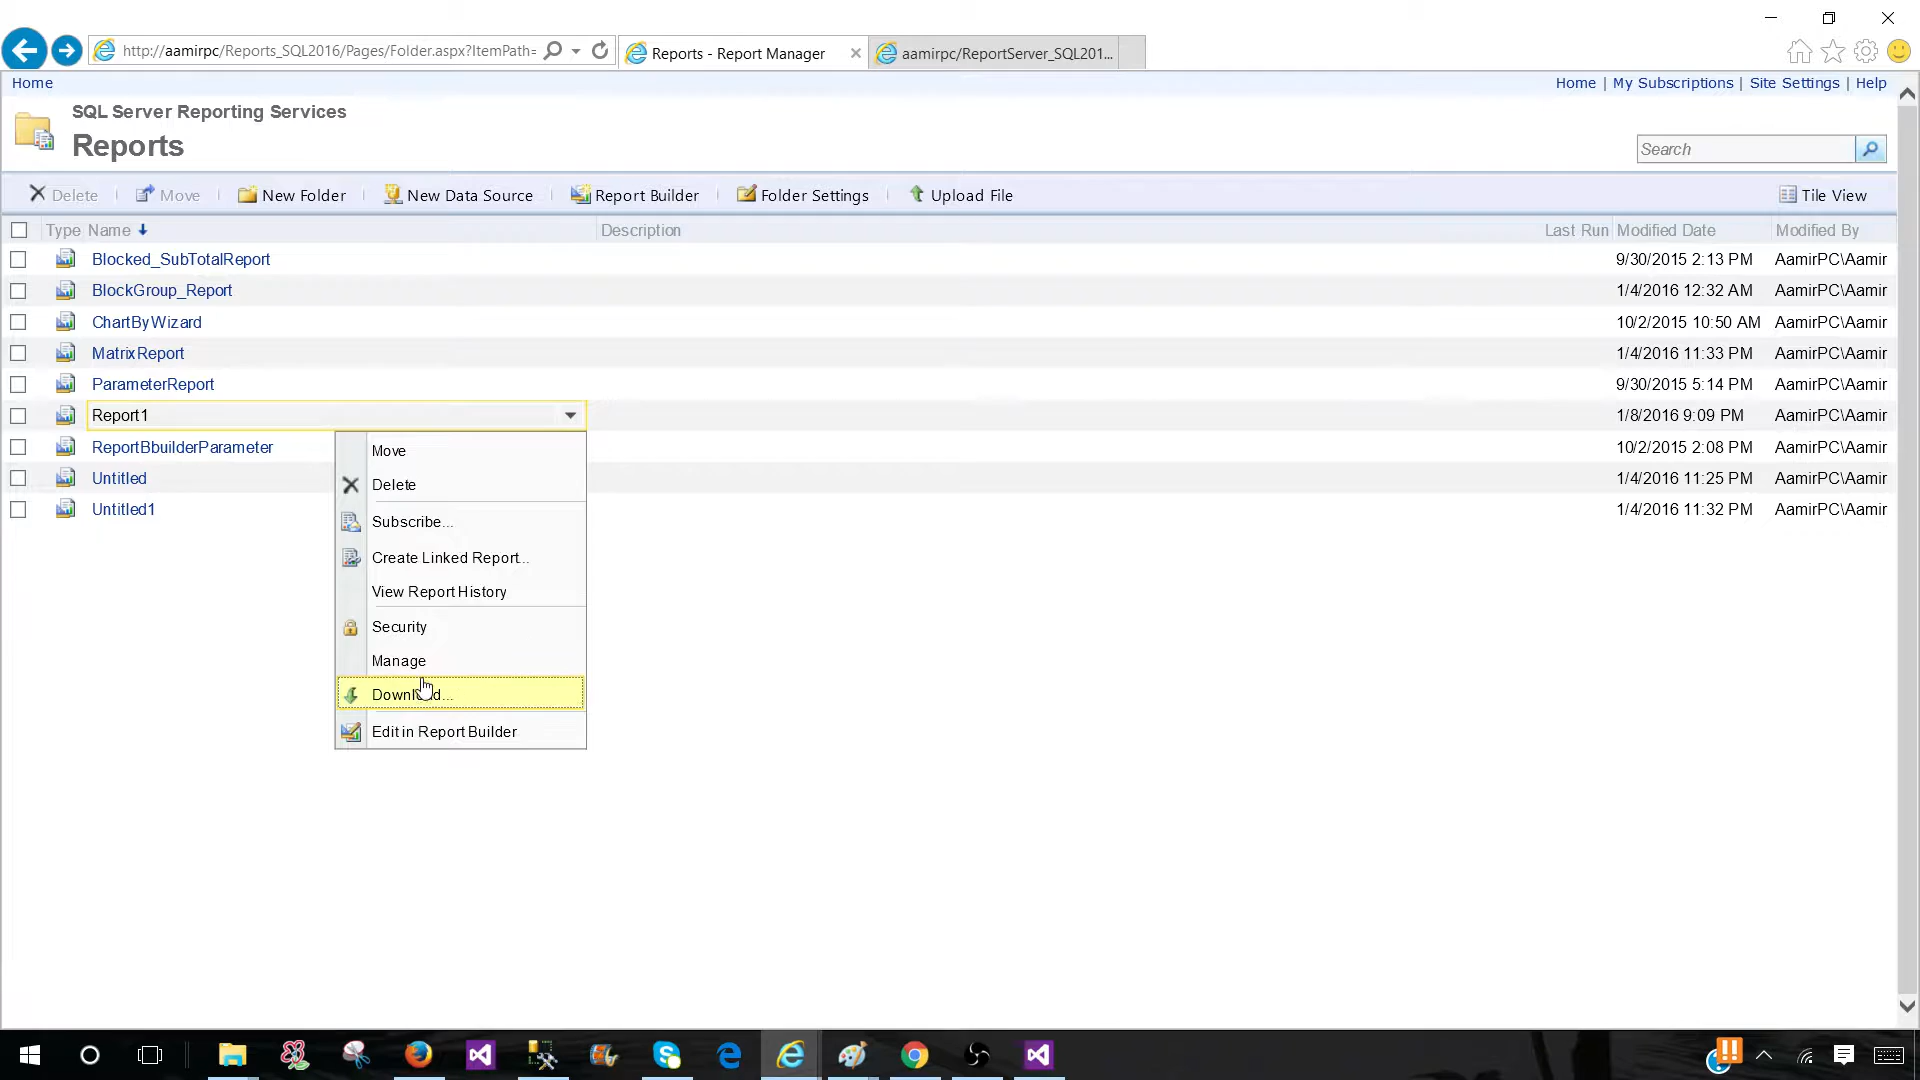 http://aamirpc/Reports_SQL2016/Pages/Folder.aspx?ItemPath=
Reports - Report Manager
aamirpc/ReportServer_SQL201...
Home
Home | My Subscriptions | Site Settings | Help
SQL Server Reporting Services
Reports
Search
Delete Move New Folder New Data Source Report Builder Folder Settings Upload File Tile View
Type Name Description Last Run Modified Date Modified By
Blocked_SubTotalReport 9/30/2015 2:13 PM AamirPC\Aamir
BlockGroup_Report 1/4/2016 12:32 AM AamirPC\Aamir
ChartByWizard 10/2/2015 10:50 AM AamirPC\Aamir
MatrixReport 1/4/2016 11:33 PM AamirPC\Aamir
ParameterReport 9/30/2015 5:14 PM AamirPC\Aamir
Report1 1/8/2016 9:09 PM AamirPC\Aamir
ReportBbuilderParameter 10/2/2015 2:08 PM AamirPC\Aamir
Untitled 1/4/2016 11:25 PM AamirPC\Aamir
Untitled1 1/4/2016 11:32 PM AamirPC\Aamir
Move
Delete
Subscribe...
Create Linked Report...
View Report History
Security
Manage
Download...
Edit in Report Builder